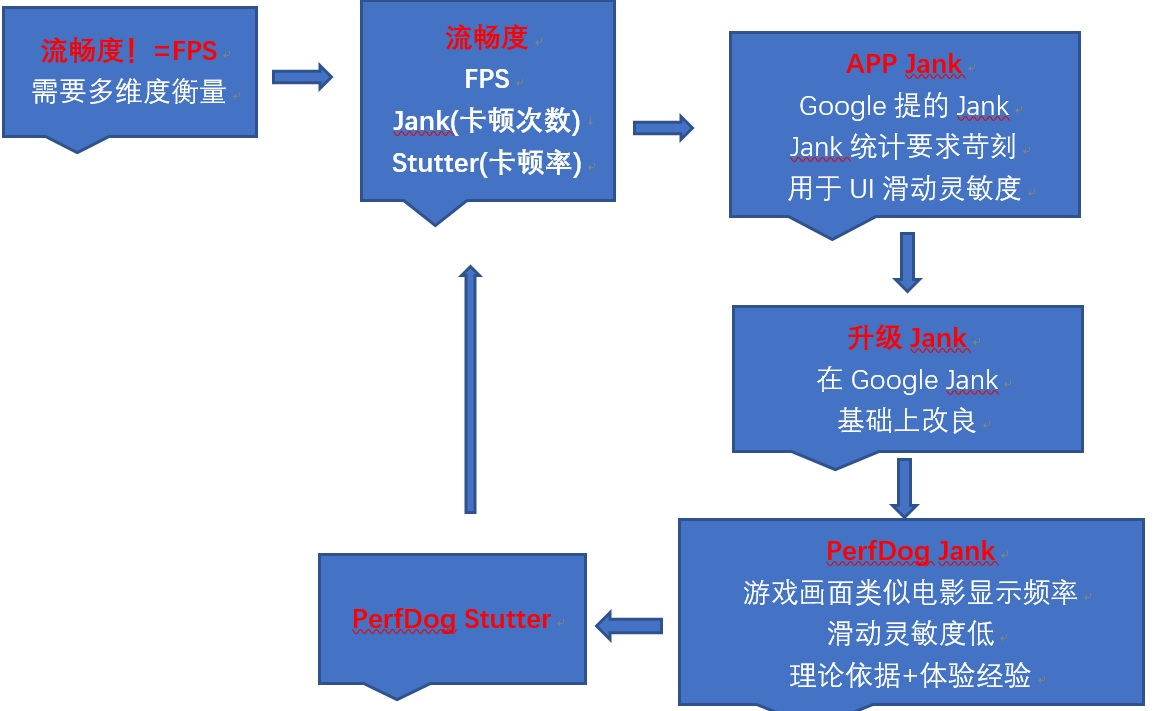 流畅度！=FPS
需要多维度衡量
流畅度
FPS
Jank(卡顿次数)
Stutter(卡顿率)
APP Jank
Google 提的 Jank
Jank 统计要求苛刻
用于 UI 滑动灵敏度
升级 Jank
在 Google Jank
基础上改良
PerfDog Jank
游戏画面类似电影显示频率
滑动灵敏度低
理论依据+体验经验
PerfDog Stutter